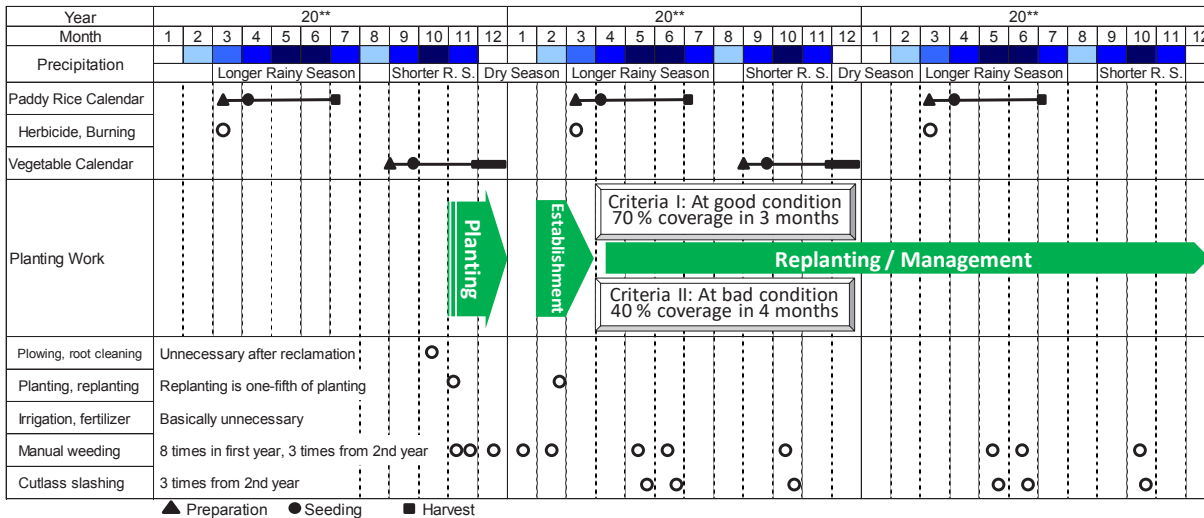 Year 20** 20** 20**
Month 1 2 3 4 5 6 7 8 9 10 11 12 1 2 3 4 5 6 7 8 9 10 11 12 1 2 3 4 5 6 7 8 9 10 11 12
Precipitation
Longer Rainy Season Shorter R. S. Dry Season Longer Rainy Season Shorter R. S. Dry Season Longer Rainy Season Shorter R. S.
Paddy Rice Calendar
Herbicide, Burning
Vegetable Calendar
Planting Work
Planting
Establishment
Criteria I: At good condition
70 % coverage in 3 months
Replanting / Management
Criteria II: At bad condition
40 % coverage in 4 months
Plowing, root cleaning Unnecessary after reclamation
Planting, replanting Replanting is one-fifth of planting
Irrigation, fertilizer Basically unnecessary
Manual weeding 8 times in first year, 3 times from 2nd year
Cutlass slashing 3 times from 2nd year
Preparation Seeding Harvest